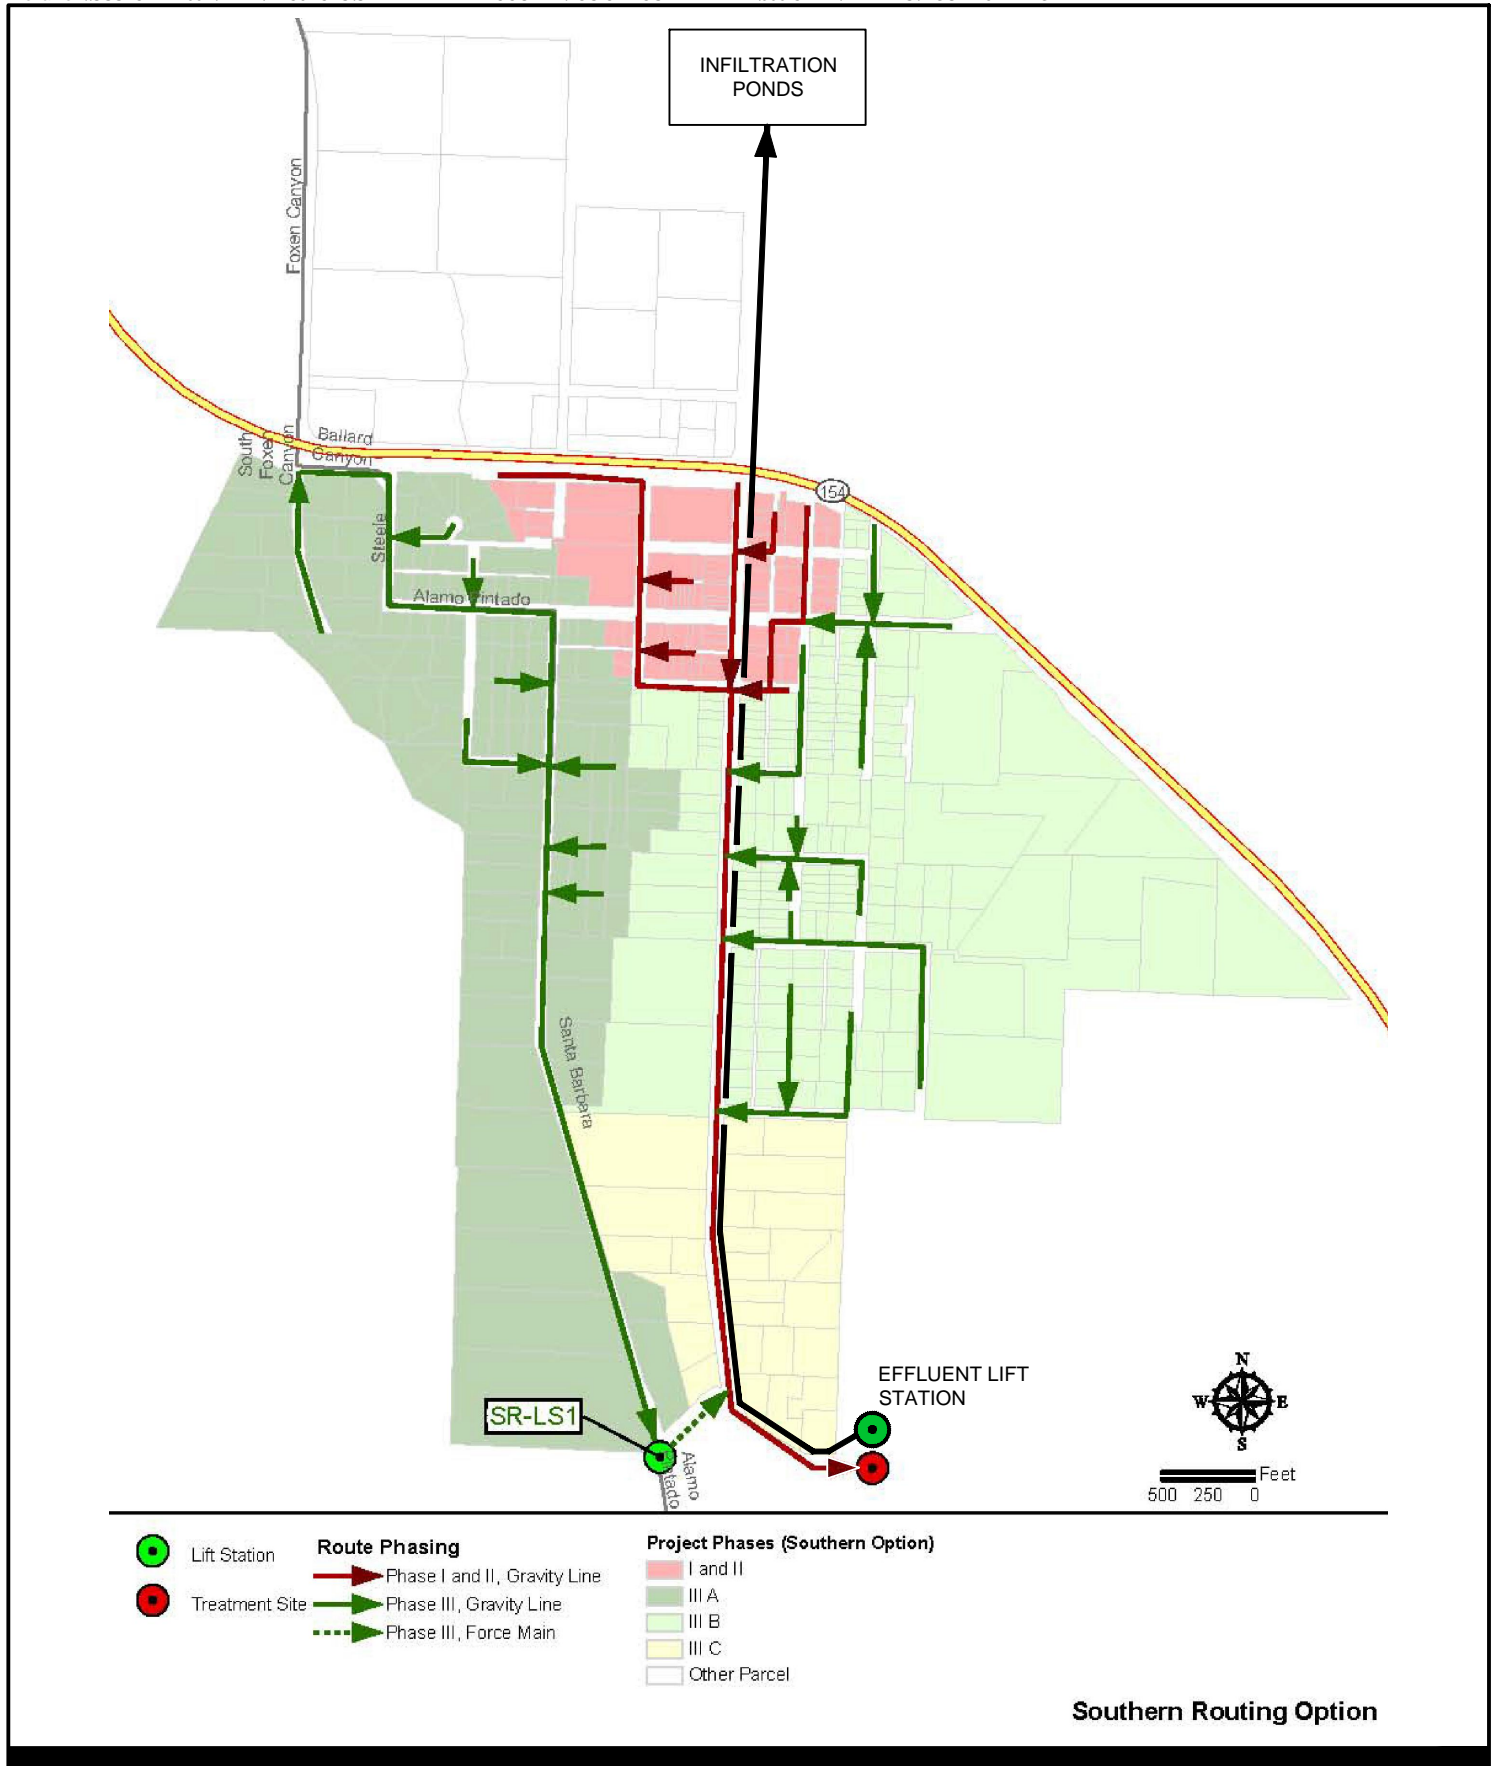 INFILTRATION
PONDS
Foxen Canyon
South
Foxen
Canyon
Ballard
Canyon
154
Steele
Alamo Pintado
Santa Barbara
EFFLUENT LIFT
STATION
SR-LS1
Alamo
Pintado
N
W E
S
Feet
500 250 0
Lift Station
Treatment Site
Route Phasing
Phase I and II, Gravity Line
Phase III, Gravity Line
Phase III, Force Main
Project Phases (Southern Option)
I and II
III A
III B
III C
Other Parcel
Southern Routing Option